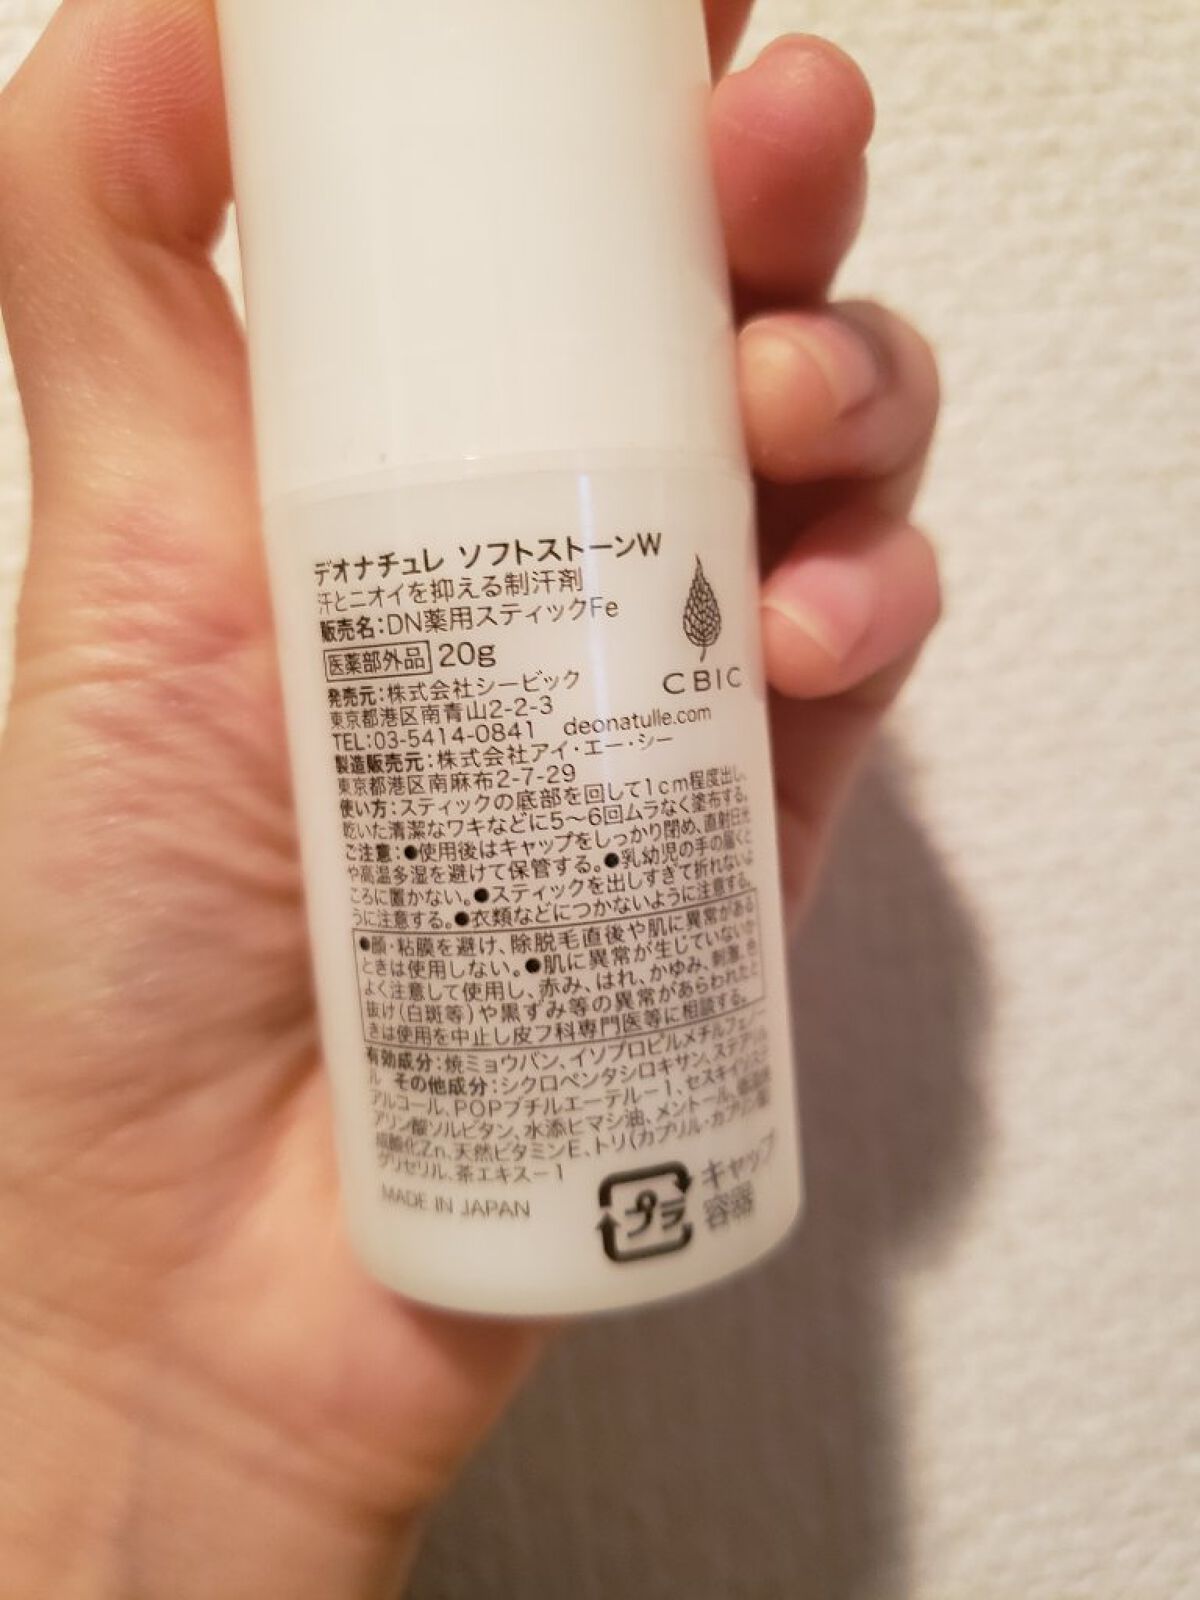 デオナチュレ ソフトストーンW
汗とニオイを抑える制汗剤
販売名:DN薬用スティックFe
医薬部外品 20g
CBIC
発売元:株式会社シービック
東京都港区南青山2-2-3
TEL:03-5414-0841 deonatulle.com
製造販売元:株式会社アイ・エー・シー
東京都港区南麻布2-7-29
使い方:スティックの底部を回して1cm程度出し、
乾いた清潔なワキなどに5〜6回ムラなく塗布する。
ご注意:●使用後はキャップをしっかり閉め、直射日光
や高温多湿を避けて保管する。●乳幼児の手の届くと
ころに置かない。●スティックを出しすぎて折れないよ
うに注意する。●衣類などにつかないように注意する。
●顔・粘膜を避け、除脱毛直後や肌に異常がある
ときは使用しない。●肌に異常が生じていないか
よく注意して使用し、赤み、はれ、かゆみ、刺激、色
抜け(白斑等)や黒ずみ等の異常があらわれたと
きは使用を中止し皮フ科専門医等に相談する。
有効成分:焼ミョウバン、イソプロピルメチルフェノー
ル その他成分:シクロペンタシロキサン、ステアリル
アルコール、POPブチルエーテル-1、セスキイソステ
アリン酸ソルビタン、水添ヒマシ油、メントール、
酸化Zn、天然ビタミンE、トリ(カプリル・カプリン酸)
グリセリル、茶エキス-1
MADE IN JAPAN
プラ
キャップ
容器